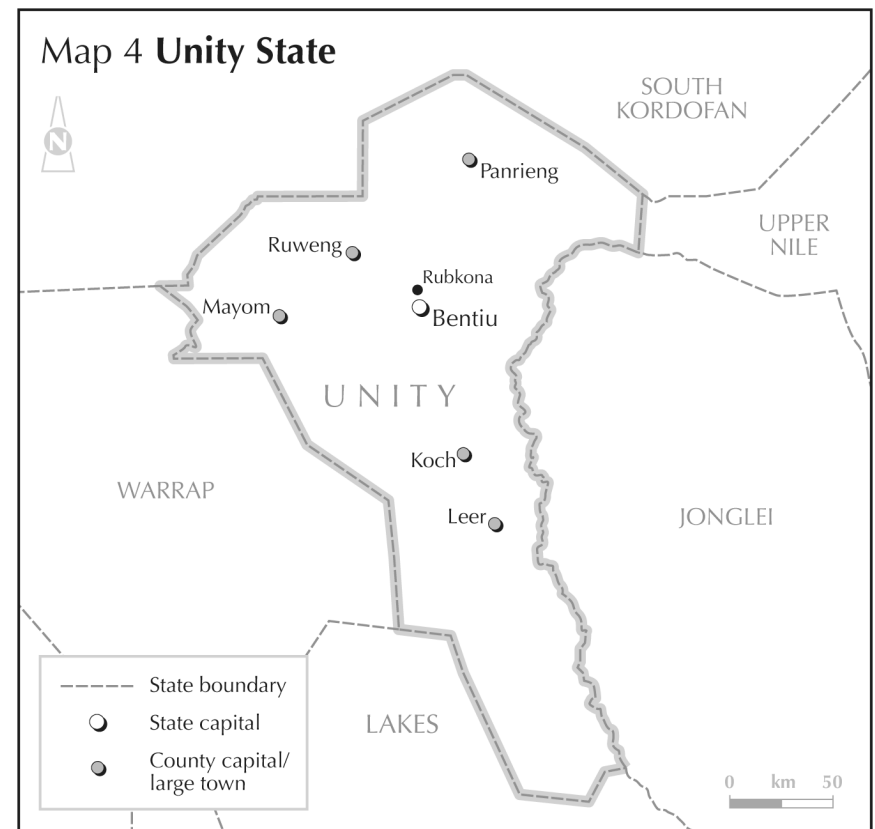 Map 4 Unity State
SOUTH
KORDOFAN
N
Panrieng
UPPER
NILE
Ruweng
Rubkona
Mayom
Bentiu
UNITY
Koch
WARRAP
Leer
JONGLEI
State boundary
State capital
LAKES
County capital/
large town
0 km 50